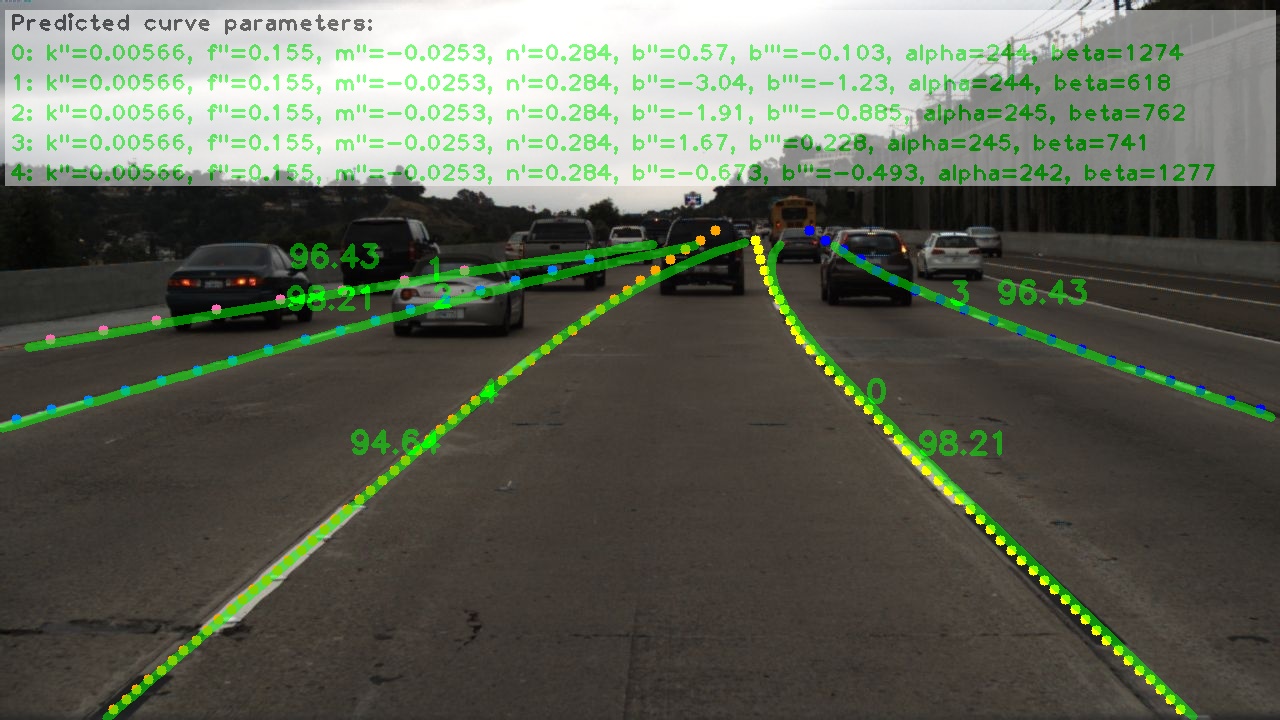 Predicted curve parameters:
0: k''=0.00566, f''=0.155, m''=−0.0253, n'=0.284, b''=0.57, b'''=−0.103, alpha=244, beta=1274
1: k''=0.00566, f''=0.155, m''=−0.0253, n'=0.284, b''=−3.04, b'''=−1.23, alpha=244, beta=618
2: k''=0.00566, f''=0.155, m''=−0.0253, n'=0.284, b''=−1.91, b'''=−0.885, alpha=245, beta=762
3: k''=0.00566, f''=0.155, m''=−0.0253, n'=0.284, b''=1.67, b'''=0.228, alpha=245, beta=741
4: k''=0.00566, f''=0.155, m''=−0.0253, n'=0.284, b''=−0.673, b'''=−0.493, alpha=242, beta=1277
96.43 1
98.21 2
3 96.43
4 0
94.64 98.21